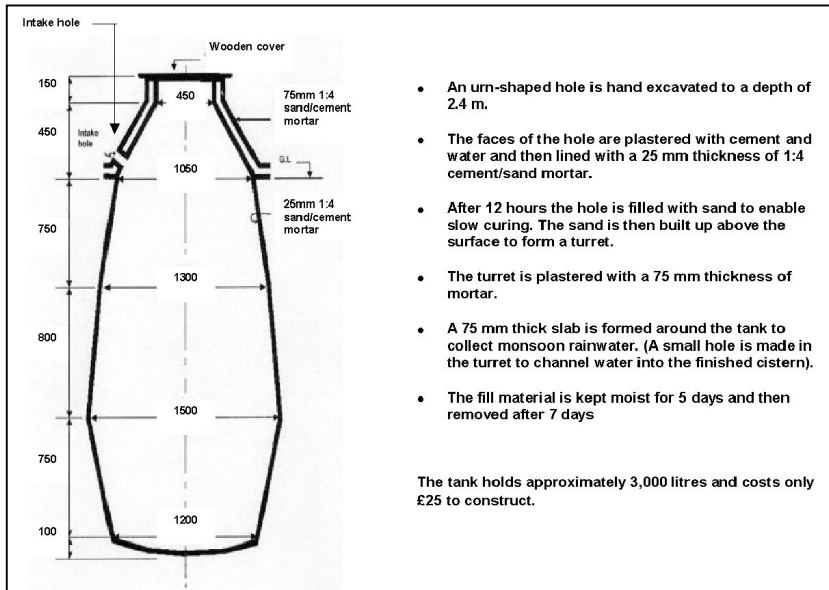 Intake hole
Wooden cover
150
450
75mm 1:4
sand/cement
mortar
450
Intake
hole
G.L
1050
25mm 1:4
sand/cement
mortar
750
1300
800
1500
750
1200
100
• An urn-shaped hole is hand excavated to a depth of
2.4 m.
• The faces of the hole are plastered with cement and
water and then lined with a 25 mm thickness of 1:4
cement/sand mortar.
• After 12 hours the hole is filled with sand to enable
slow curing. The sand is then built up above the
surface to form a turret.
• The turret is plastered with a 75 mm thickness of
mortar.
• A 75 mm thick slab is formed around the tank to
collect monsoon rainwater. (A small hole is made in
the turret to channel water into the finished cistern).
• The fill material is kept moist for 5 days and then
removed after 7 days
The tank holds approximately 3,000 litres and costs only
£25 to construct.